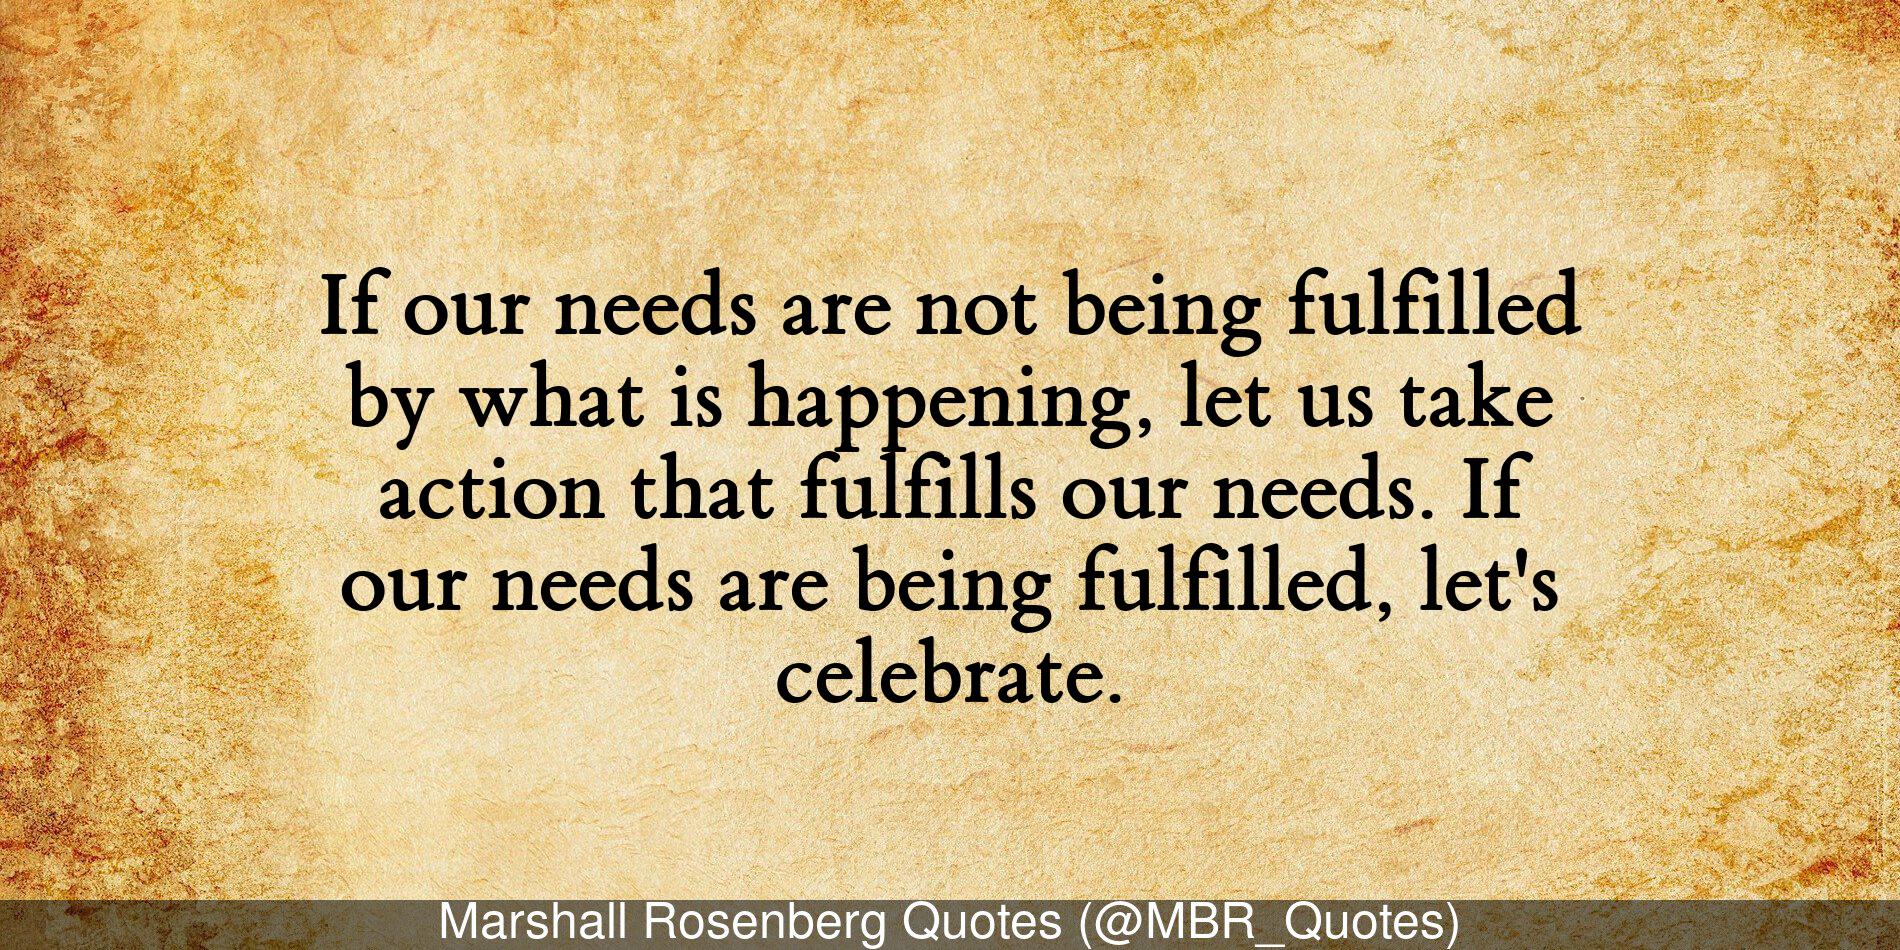 If our needs are not being fulfilled
by what is happening, let us take
action that fulfills our needs. If
our needs are being fulfilled, let's
celebrate.
Marshall Rosenberg Quotes (@MBR_Quotes)